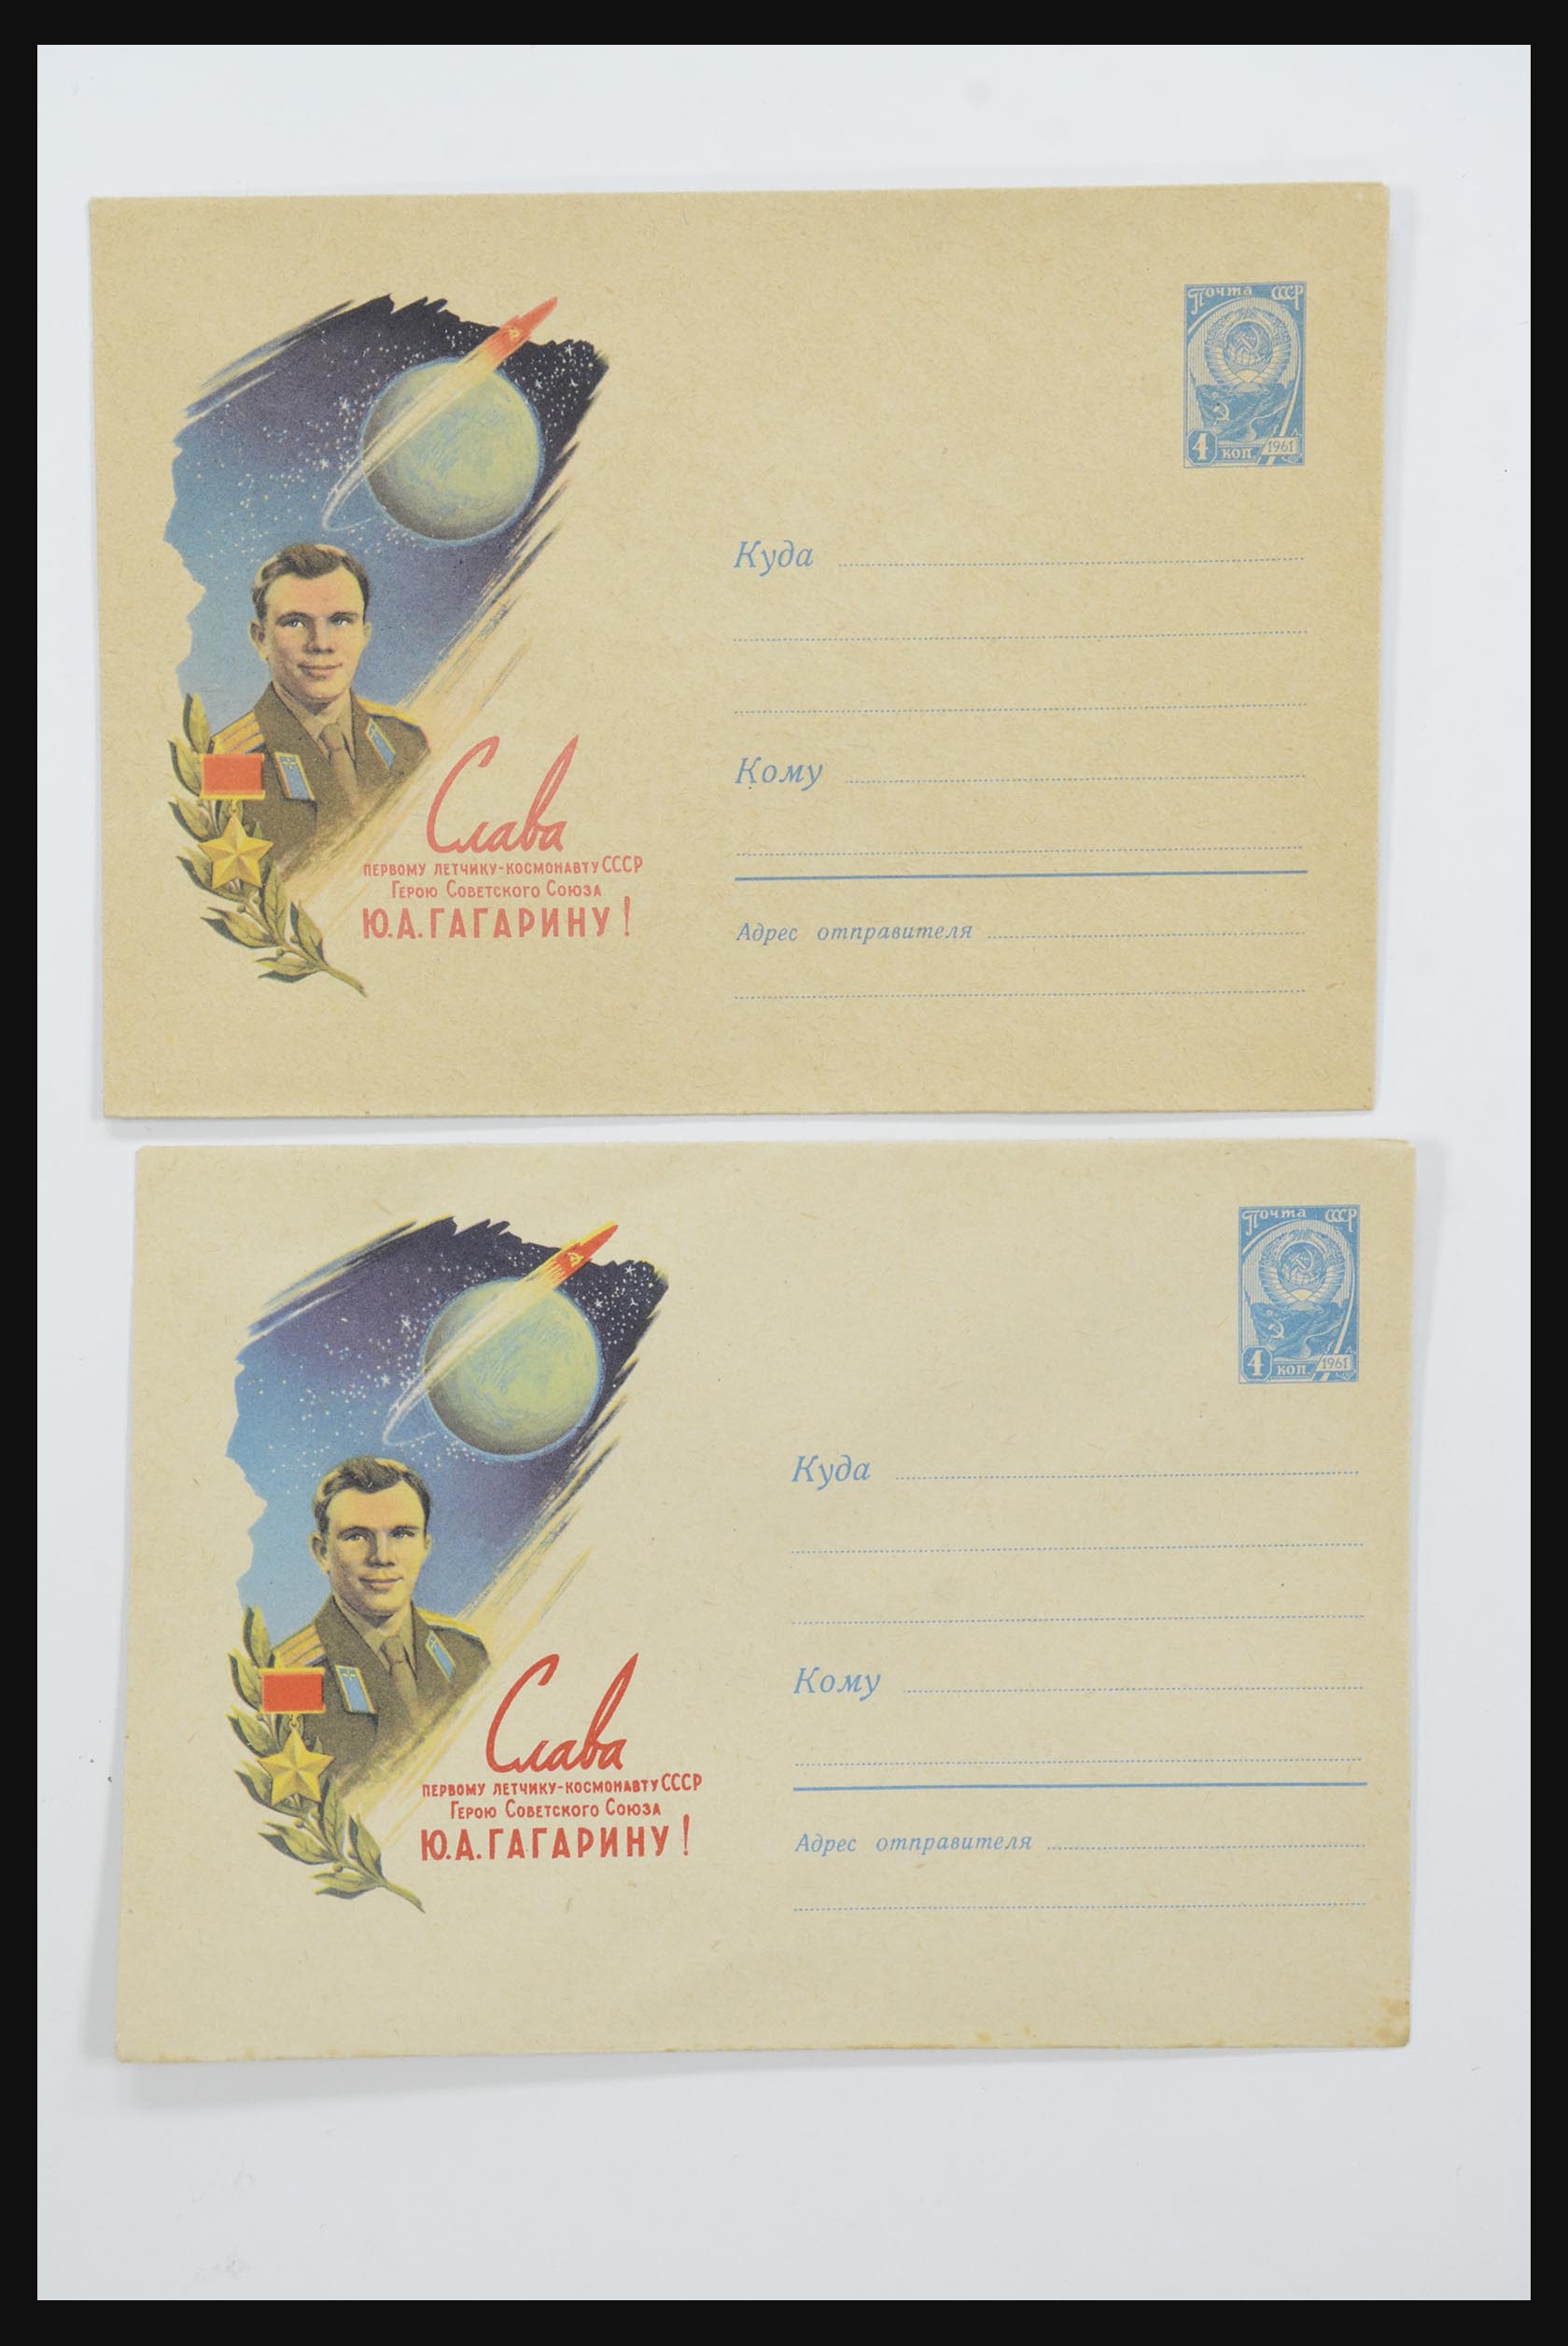 Почта СССР
4 коп. 1961
Куда
Кому
Слава
первому летчику-космонавту СССР
Герою Советского Союза
Ю.А.ГАГАРИНУ!
Адрес отправителя
Почта СССР
4 коп. 1961
Куда
Кому
Слава
первому летчику-космонавту СССР
Герою Советского Союза
Ю.А.ГАГАРИНУ!
Адрес отправителя